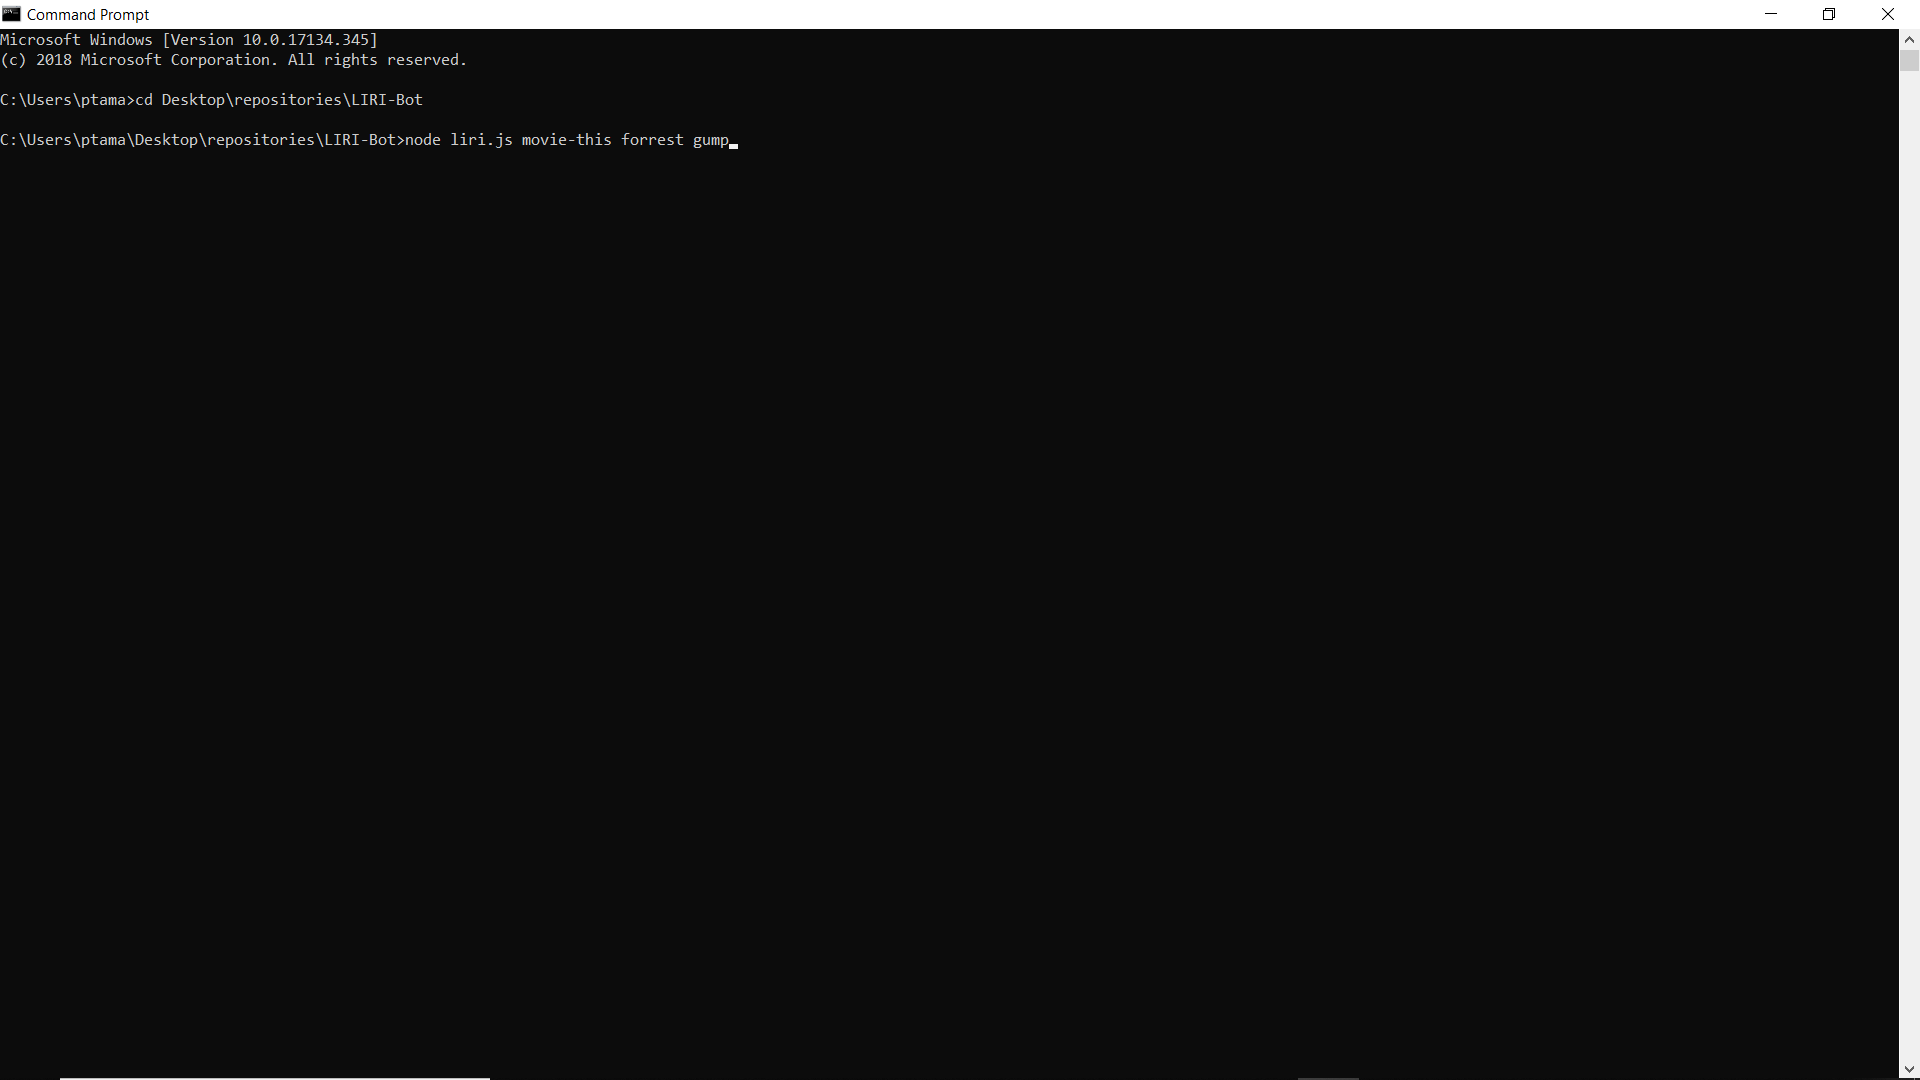 Command Prompt
Microsoft Windows [Version 10.0.17134.345]
(c) 2018 Microsoft Corporation. All rights reserved.
C:\Users\ptama>cd Desktop\repositories\LIRI-Bot
C:\Users\ptama\Desktop\repositories\LIRI-Bot>node liri.js movie-this forrest gump